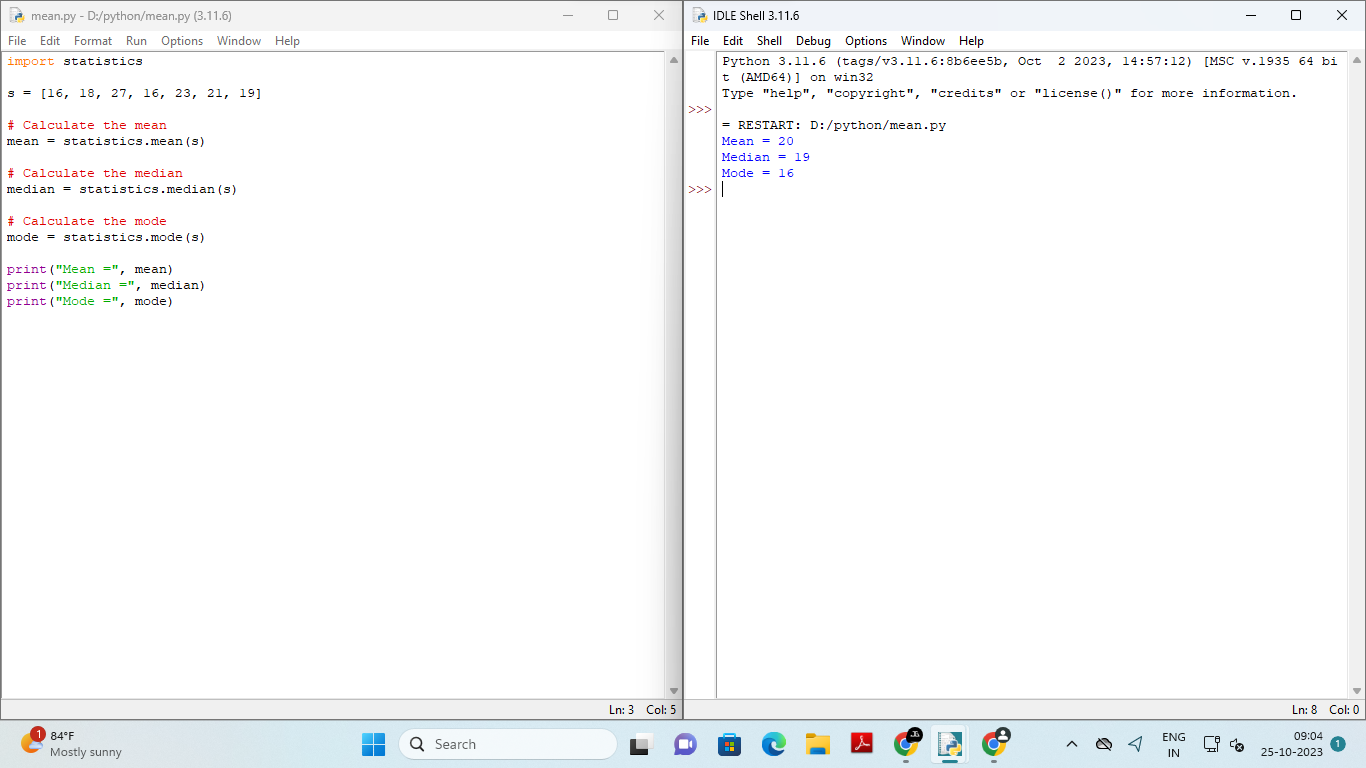 mean.py - D:/python/mean.py (3.11.6)
File Edit Format Run Options Window Help
import statistics
s = [16, 18, 27, 16, 23, 21, 19]
# Calculate the mean
mean = statistics.mean(s)
# Calculate the median
median = statistics.median(s)
# Calculate the mode
mode = statistics.mode(s)
print("Mean =", mean)
print("Median =", median)
print("Mode =", mode)
Ln: 3 Col: 5
IDLE Shell 3.11.6
File Edit Shell Debug Options Window Help
Python 3.11.6 (tags/v3.11.6:8b6ee5b, Oct  2 2023, 14:57:12) [MSC v.1935 64 bi
t (AMD64)] on win32
Type "help", "copyright", "credits" or "license()" for more information.
>>>
= RESTART: D:/python/mean.py
Mean = 20
Median = 19
Mode = 16
>>>
Ln: 8 Col: 0
1
84°F
Mostly sunny
Search
JS
ENG
IN
09:04
25-10-2023
1